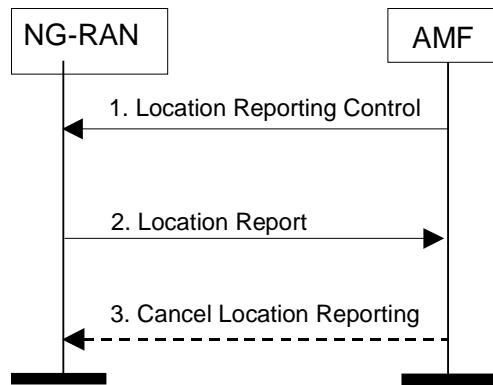 NG-RAN
AMF
1. Location Reporting Control
2. Location Report
3. Cancel Location Reporting